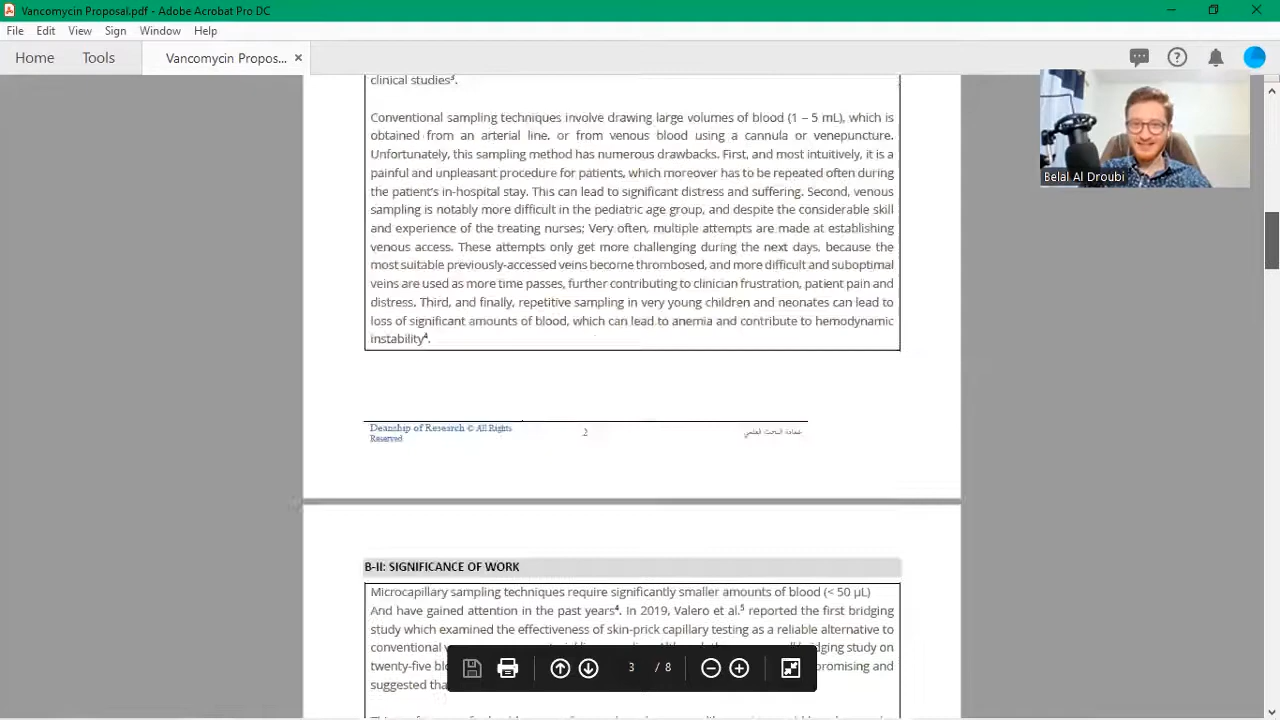 Vancomycin Proposal.pdf - Adobe Acrobat Pro DC
File Edit View Sign Window Help
Home Tools Vancomycin Propos... ×
clinical studies³.
Conventional sampling techniques involve drawing large volumes of blood (1 – 5 mL), which is
obtained from an arterial line, or from venous blood using a cannula or venepuncture.
Unfortunately, this sampling method has numerous drawbacks. First, and most intuitively, it is a
painful and unpleasant procedure for patients, which moreover has to be repeated often during
the patient's in-hospital stay. This can lead to significant distress and suffering. Second, venous
sampling is notably more difficult in the pediatric age group, and despite the considerable skill
and experience of the treating nurses; Very often, multiple attempts are made at establishing
venous access. These attempts only get more challenging during the next days, because the
most suitable previously-accessed veins become thrombosed, and more difficult and suboptimal
veins are used as more time passes, further contributing to clinician frustration, patient pain and
distress. Third, and finally, repetitive sampling in very young children and neonates can lead to
loss of significant amounts of blood, which can lead to anemia and contribute to hemodynamic
instability⁴.
Belal Al Droubi
Deanship of Research © All Rights
Reserved
2
عمادة البحث العلمي
B-II: SIGNIFICANCE OF WORK
Microcapillary sampling techniques require significantly smaller amounts of blood (< 50 µL)
And have gained attention in the past years⁴. In 2019, Valero et al.⁵ reported the first bridging
study which examined the effectiveness of skin-prick capillary testing as a reliable alternative to
conventional
twenty-five
suggested
bridging study on
promising and
3 / 8